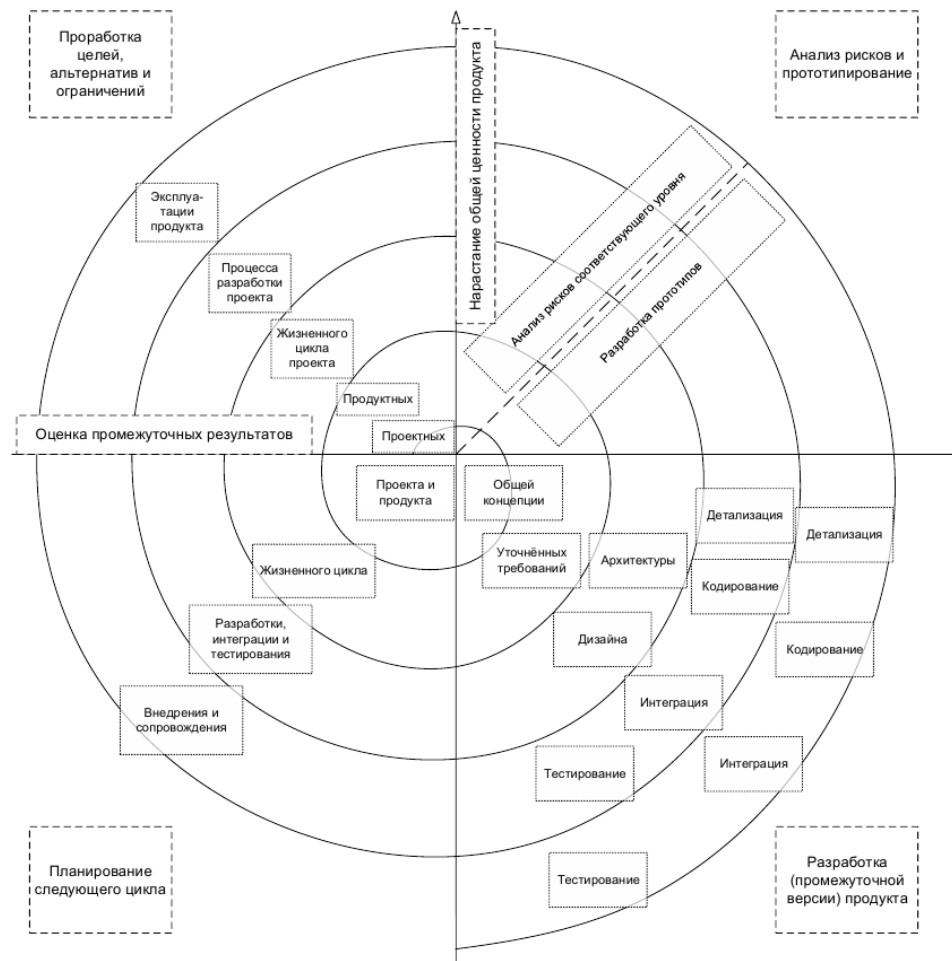 Проработка
целей,
альтернатив и
ограничений
Анализ рисков и
прототипирование
Нарастание общей ценности продукта
Анализ рисков соответствующего уровня
Разработка прототипов
Эксплуа-
тации
продукта
Процесса
разработки
проекта
Жизненного
цикла
проекта
Продуктных
Проектных
Оценка промежуточных результатов
Проекта и
продукта
Общей
концепции
Жизненного цикла
Уточнённых
требований
Архитектуры
Детализация
Детализация
Кодирование
Разработки,
интеграции и
тестирования
Дизайна
Кодирование
Внедрения и
сопровождения
Интеграция
Интеграция
Тестирование
Тестирование
Планирование
следующего цикла
Разработка
(промежуточной
версии) продукта